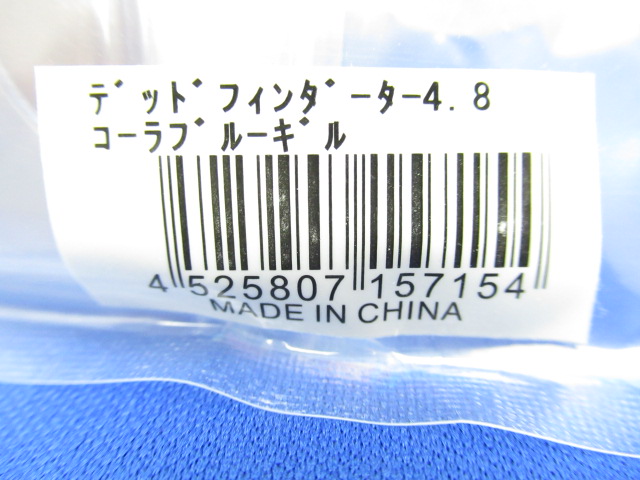 ﾃﾞｯﾄﾞﾌｨﾝﾀﾞｰﾀｰ4.8
ｺｰﾗﾌﾞﾙｰｷﾞﾙ
4 525807 157154
MADE IN CHINA